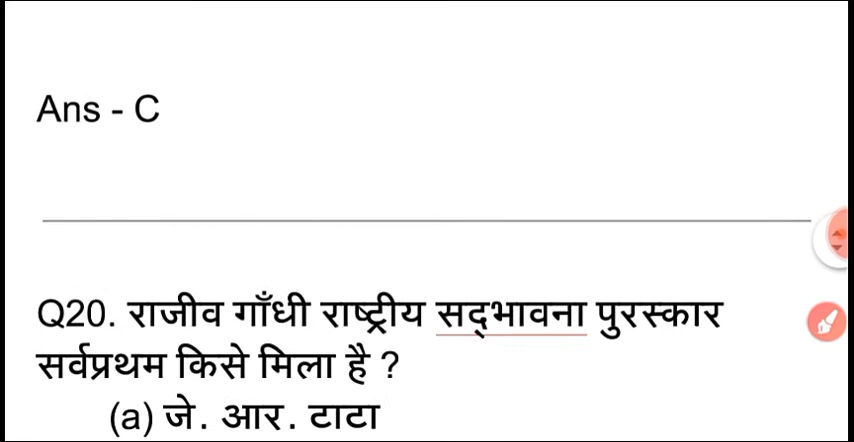 Ans - C
Q20. राजीव गाँधी राष्ट्रीय सद्भावना पुरस्कार
सर्वप्रथम किसे मिला है ?
(a) जे. आर. टाटा